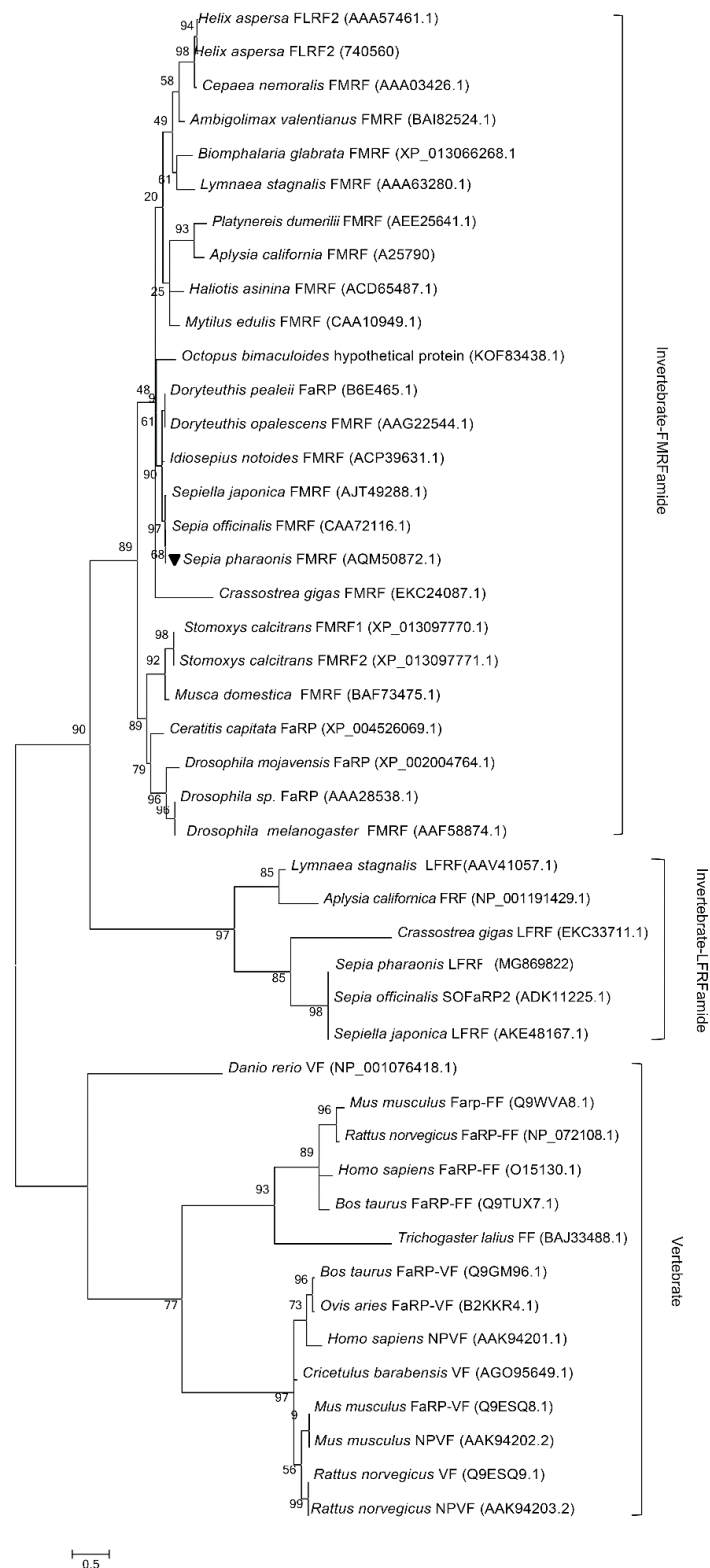 94
Helix aspersa FLRF2 (AAA57461.1)
98
Helix aspersa FLRF2 (740560)
58
Cepaea nemoralis FMRF (AAA03426.1)
49
Ambigolimax valentianus FMRF (BAI82524.1)
Biomphalaria glabrata FMRF (XP_013066268.1
61
Lymnaea stagnalis FMRF (AAA63280.1)
20
Platynereis dumerilii FMRF (AEE25641.1)
93
Aplysia california FMRF (A25790)
25
Haliotis asinina FMRF (ACD65487.1)
Mytilus edulis FMRF (CAA10949.1)
Octopus bimaculoides hypothetical protein (KOF83438.1)
48
9
Doryteuthis pealeii FaRP (B6E465.1)
61
Doryteuthis opalescens FMRF (AAG22544.1)
Idiosepius notoides FMRF (ACP39631.1)
90
Sepiella japonica FMRF (AJT49288.1)
97
Sepia officinalis FMRF (CAA72116.1)
68
Sepia pharaonis FMRF (AQM50872.1)
89
Crassostrea gigas FMRF (EKC24087.1)
98
Stomoxys calcitrans FMRF1 (XP_013097770.1)
92
Stomoxys calcitrans FMRF2 (XP_013097771.1)
Musca domestica FMRF (BAF73475.1)
89
Ceratitis capitata FaRP (XP_004526069.1)
79
Drosophila mojavensis FaRP (XP_002004764.1)
96
Drosophila sp. FaRP (AAA28538.1)
96
Drosophila melanogaster FMRF (AAF58874.1)
Invertebrate-FMRFamide
90
85
Lymnaea stagnalis LFRF(AAV41057.1)
Aplysia califomica FRF (NP_001191429.1)
97
Crassostrea gigas LFRF (EKC33711.1)
85
Sepia pharaonis LFRF (MG869822)
98
Sepia officinalis SOFaRP2 (ADK11225.1)
Sepiella japonica LFRF (AKE48167.1)
Invertebrate-LFRFamide
Danio rerio VF (NP_001076418.1)
96
Mus musculus Farp-FF (Q9WVA8.1)
Rattus norvegicus FaRP-FF (NP_072108.1)
89
Homo sapiens FaRP-FF (O15130.1)
93
Bos taurus FaRP-FF (Q9TUX7.1)
Trichogaster lalius FF (BAJ33488.1)
77
96
Bos taurus FaRP-VF (Q9GM96.1)
73
Ovis aries FaRP-VF (B2KKR4.1)
Homo sapiens NPVF (AAK94201.1)
97
Cricetulus barabensis VF (AGO95649.1)
9
Mus musculus FaRP-VF (Q9ESQ8.1)
Mus musculus NPVF (AAK94202.2)
56
Rattus norvegicus VF (Q9ESQ9.1)
99
Rattus norvegicus NPVF (AAK94203.2)
Vertebrate
0.5